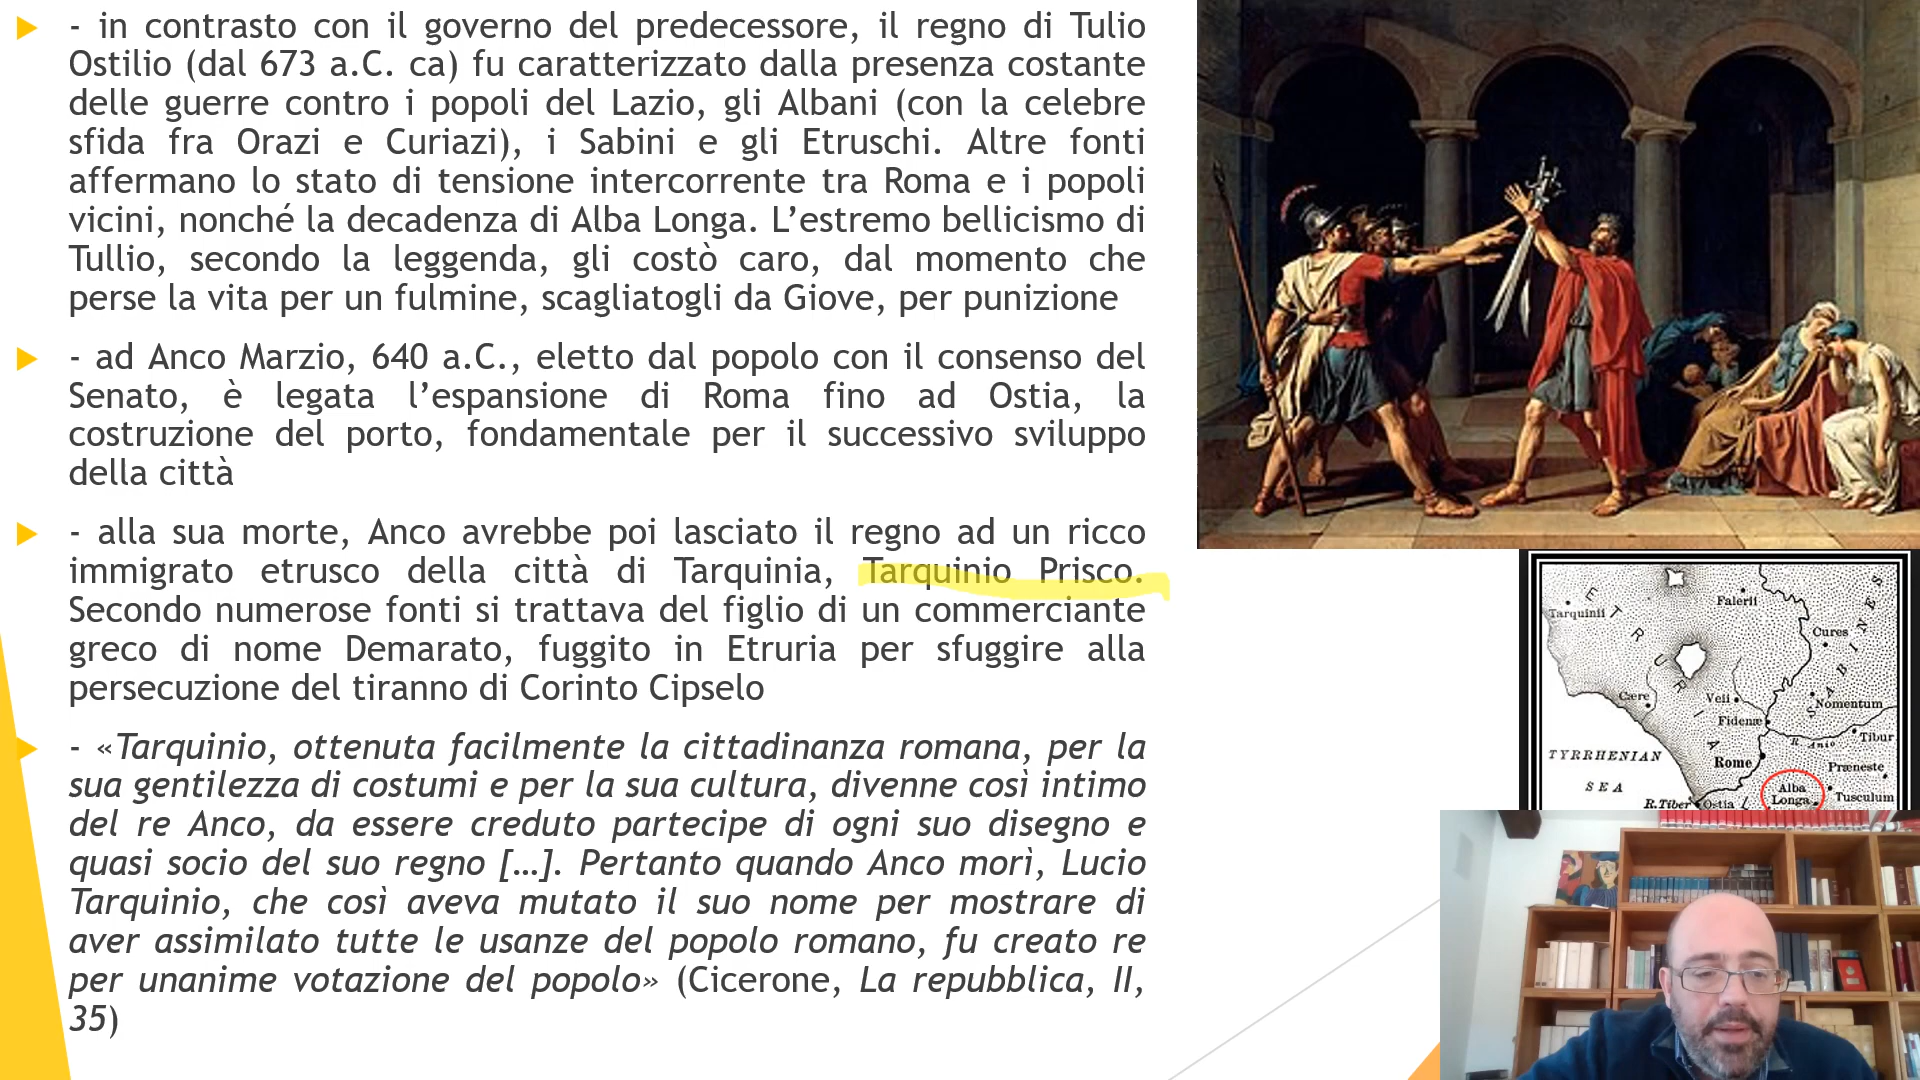 - in contrasto con il governo del predecessore, il regno di Tulio
Ostilio (dal 673 a.C. ca) fu caratterizzato dalla presenza costante
delle guerre contro i popoli del Lazio, gli Albani (con la celebre
sfida fra Orazi e Curiazi), i Sabini e gli Etruschi. Altre fonti
affermano lo stato di tensione intercorrente tra Roma e i popoli
vicini, nonché la decadenza di Alba Longa. L’estremo bellicismo di
Tullio, secondo la leggenda, gli costò caro, dal momento che
perse la vita per un fulmine, scagliatogli da Giove, per punizione
- ad Anco Marzio, 640 a.C., eletto dal popolo con il consenso del
Senato, è legata l’espansione di Roma fino ad Ostia, la
costruzione del porto, fondamentale per il successivo sviluppo
della città
- alla sua morte, Anco avrebbe poi lasciato il regno ad un ricco
immigrato etrusco della città di Tarquinia, Tarquinio Prisco.
Secondo numerose fonti si trattava del figlio di un commerciante
greco di nome Demarato, fuggito in Etruria per sfuggire alla
persecuzione del tiranno di Corinto Cipselo
- «Tarquinio, ottenuta facilmente la cittadinanza romana, per la
sua gentilezza di costumi e per la sua cultura, divenne così intimo
del re Anco, da essere creduto partecipe di ogni suo disegno e
quasi socio del suo regno […]. Pertanto quando Anco morì, Lucio
Tarquinio, che così aveva mutato il suo nome per mostrare di
aver assimilato tutte le usanze del popolo romano, fu creato re
per unanime votazione del popolo» (Cicerone, La repubblica, II,
35)
Tarquinii
ETRURIA
Falerii
Cures
SABINES
Cære
Veii
Nomentum
Fidenæ
R. Anio
Tibur
TYRRHENIAN
SEA
Rome
Præneste
Alba
Longa
Tusculum
R. Tiber
Ostia
L